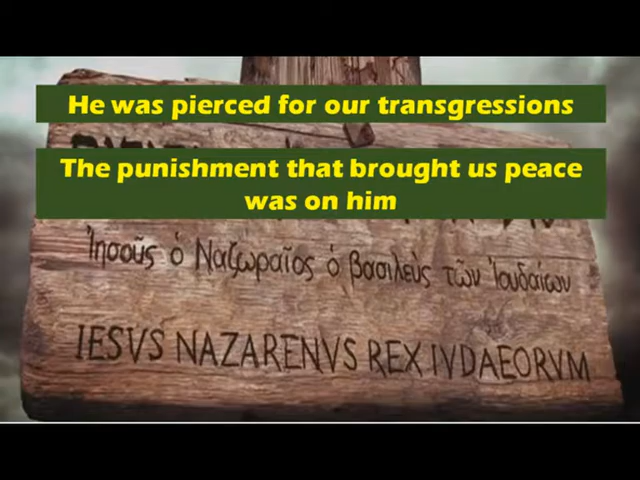 He was pierced for our transgressions
The punishment that brought us peace
was on him
Ἰησοῦς ὁ Ναζωραῖος ὁ βασιλεὺς τῶν Ἰουδαίων
IESVS NAZARENVS REX IVDAEORVM